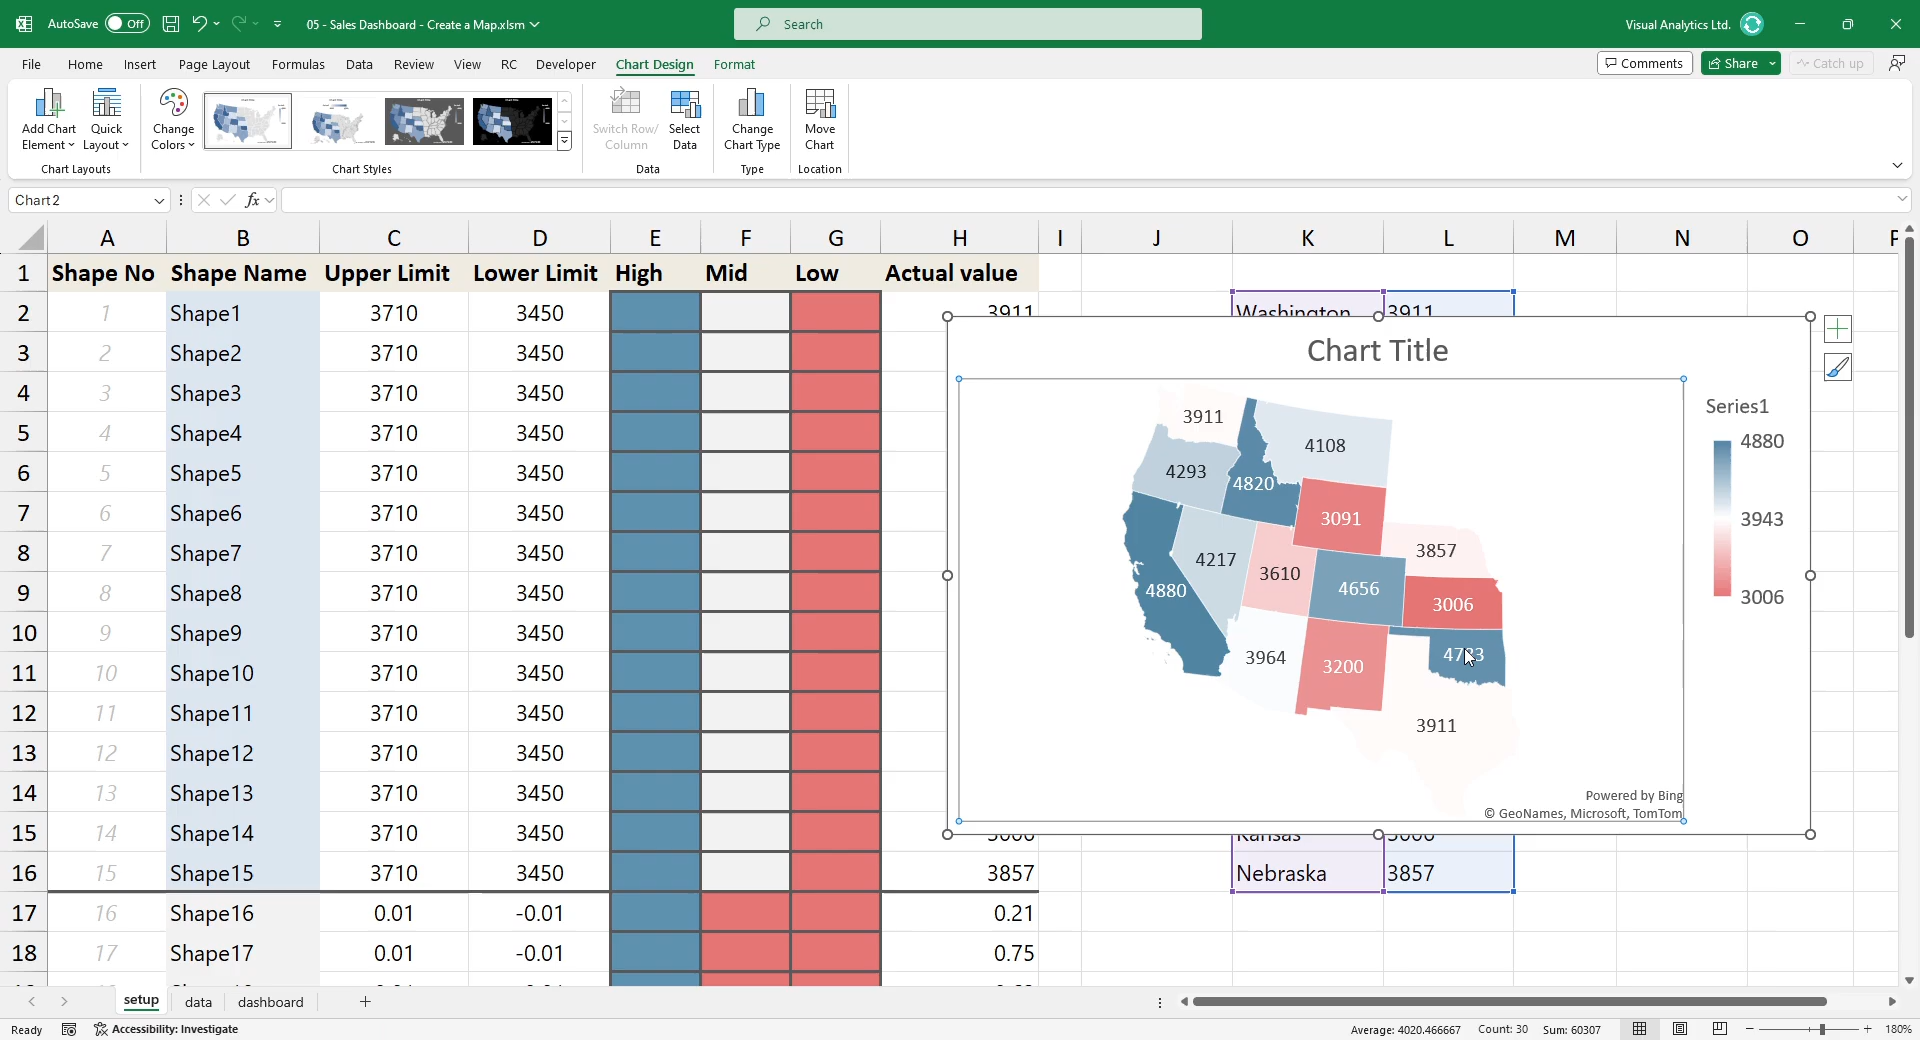 AutoSave Off 05 - Sales Dashboard - Create a Map.xlsm Search Visual Analytics Ltd.
File Home Insert Page Layout Formulas Data Review View RC Developer Chart Design Format Comments Share Catch up
Add Chart Element Quick Layout Change Colors Switch Row/ Column Select Data Change Chart Type Move Chart
Chart Layouts Chart Styles Data Type Location
Chart 2 fx
A B C D E F G H I J K L M N O
1 Shape No Shape Name Upper Limit Lower Limit High Mid Low Actual value
2 1 Shape1 3710 3450 3911 Washington 3911
3 2 Shape2 3710 3450
4 3 Shape3 3710 3450
5 4 Shape4 3710 3450
6 5 Shape5 3710 3450
7 6 Shape6 3710 3450
8 7 Shape7 3710 3450
9 8 Shape8 3710 3450
10 9 Shape9 3710 3450
11 10 Shape10 3710 3450
12 11 Shape11 3710 3450
13 12 Shape12 3710 3450
14 13 Shape13 3710 3450
15 14 Shape14 3710 3450
16 15 Shape15 3710 3450 3857 Nebraska 3857
17 16 Shape16 0.01 -0.01 0.21
18 17 Shape17 0.01 -0.01 0.75
Chart Title
3911
4108
4293
4820
3091
4217
3857
3610
4656
4880
3006
3964
3200
3911
Series1
4880
3943
3006
Powered by Bing
© GeoNames, Microsoft, TomTom
setup data dashboard
Ready Accessibility: Investigate Average: 4020.466667 Count: 30 Sum: 60307 180%